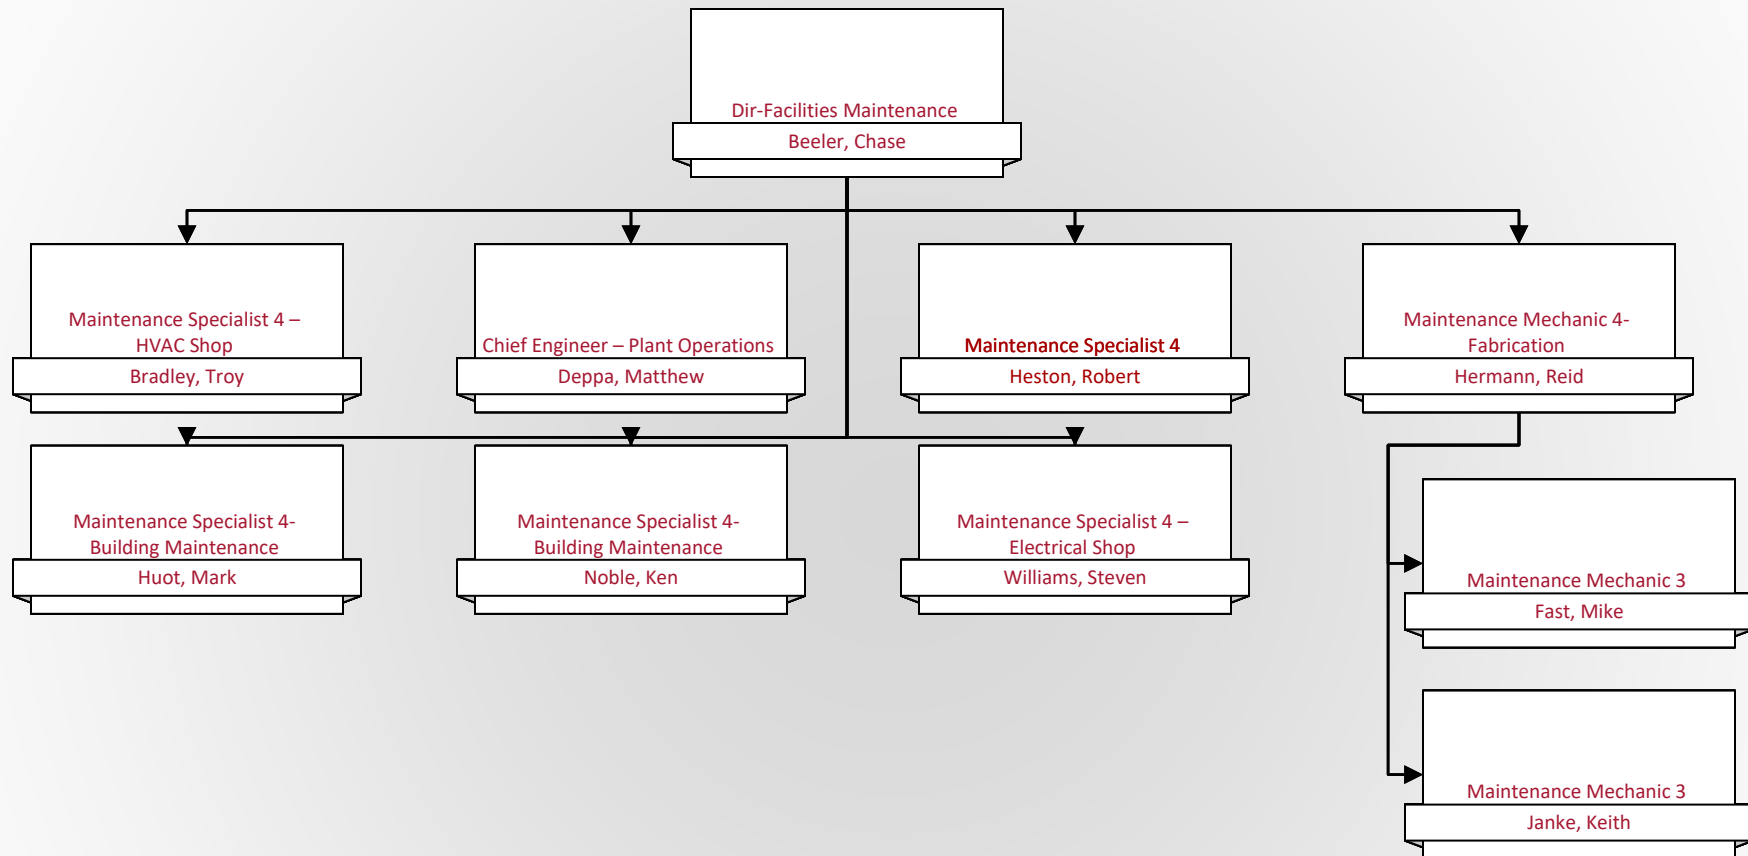 Dir-Facilities Maintenance
Beeler, Chase
Maintenance Specialist 4 –
HVAC Shop
Bradley, Troy
Chief Engineer – Plant Operations
Deppa, Matthew
Maintenance Specialist 4
Heston, Robert
Maintenance Mechanic 4-
Fabrication
Hermann, Reid
Maintenance Specialist 4-
Building Maintenance
Huot, Mark
Maintenance Specialist 4-
Building Maintenance
Noble, Ken
Maintenance Specialist 4 –
Electrical Shop
Williams, Steven
Maintenance Mechanic 3
Fast, Mike
Maintenance Mechanic 3
Janke, Keith